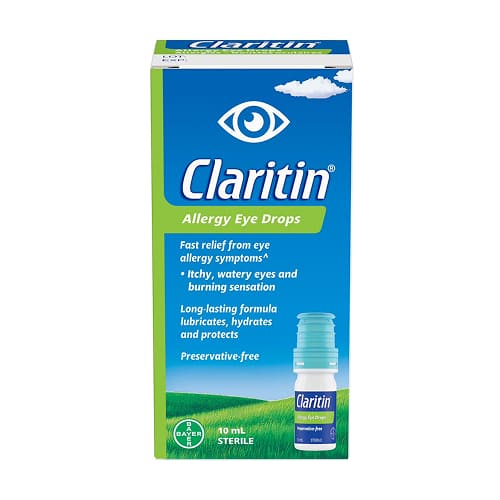 Claritin®
LOT:
EXP.:
Claritin®
Allergy Eye Drops
Fast relief from eye
allergy symptoms^
• Itchy, watery eyes and
burning sensation
Long-lasting formula
lubricates, hydrates
and protects
Preservative-free
Claritin
Allergy Eye Drops
Preservative-free
BAYER
BAYER
10 mL
STERILE